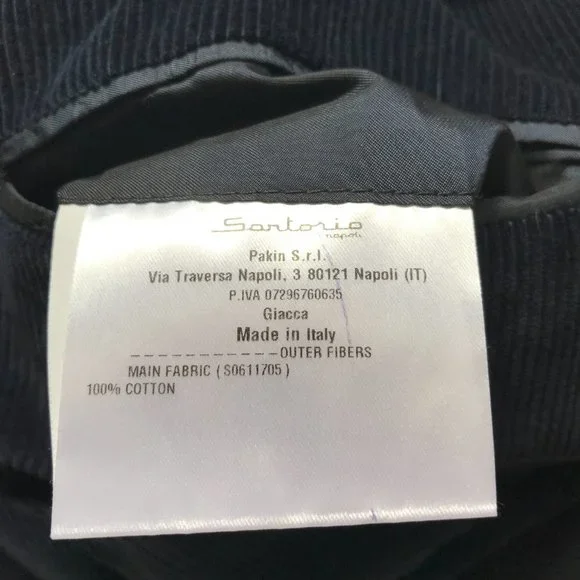 Sartorio
napoli
Pakin S.r.l.
Via Traversa Napoli, 3 80121 Napoli (IT)
P.IVA 07296760635
Giacca
Made in Italy
-----------OUTER FIBERS
MAIN FABRIC ( S0611705 )
100% COTTON